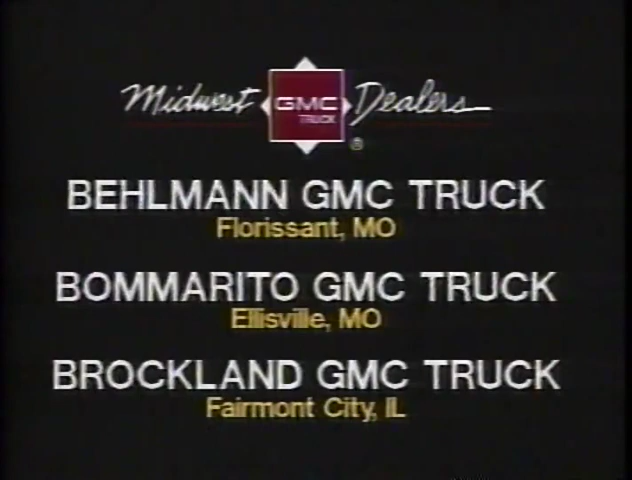 Midwest GMC TRUCK Dealers ®
BEHLMANN GMC TRUCK
Florissant, MO
BOMMARITO GMC TRUCK
Ellisville, MO
BROCKLAND GMC TRUCK
Fairmont City, IL